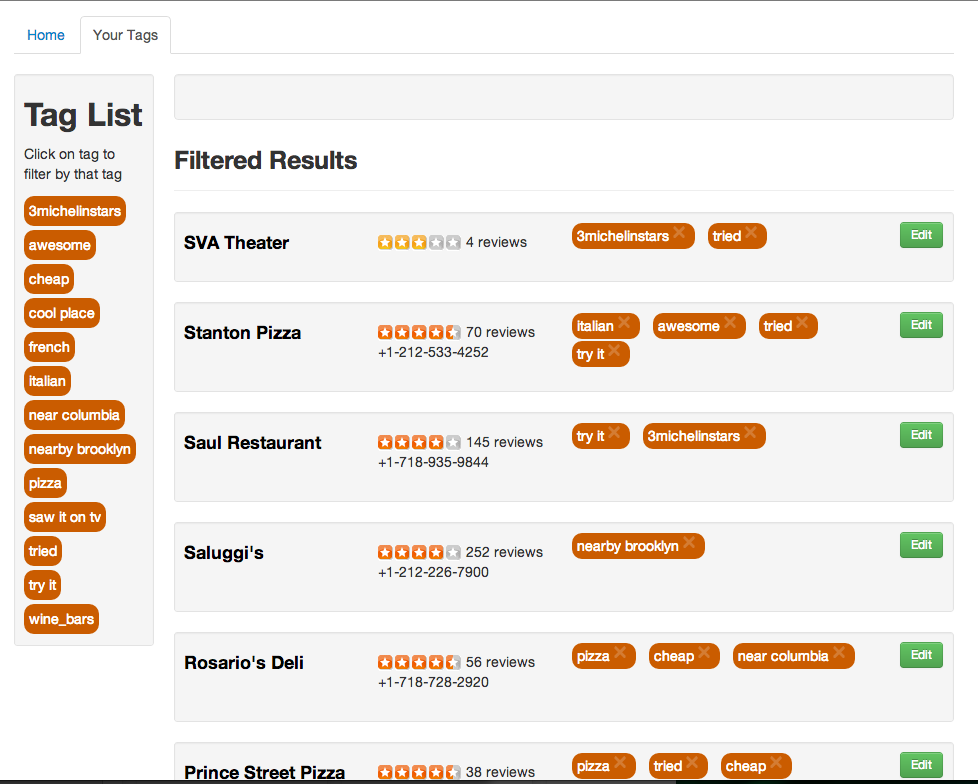 Home
Your Tags
Tag List
Click on tag to
filter by that tag
3michelinstars
awesome
cheap
cool place
french
italian
near columbia
nearby brooklyn
pizza
saw it on tv
tried
try it
wine_bars
Filtered Results
SVA Theater
4 reviews
3michelinstars
tried
Edit
Stanton Pizza
70 reviews
+1-212-533-4252
italian
awesome
tried
try it
Edit
Saul Restaurant
145 reviews
+1-718-935-9844
try it
3michelinstars
Edit
Saluggi's
252 reviews
+1-212-226-7900
nearby brooklyn
Edit
Rosario's Deli
56 reviews
+1-718-728-2920
pizza
cheap
near columbia
Edit
Prince Street Pizza
38 reviews
pizza
tried
cheap
Edit